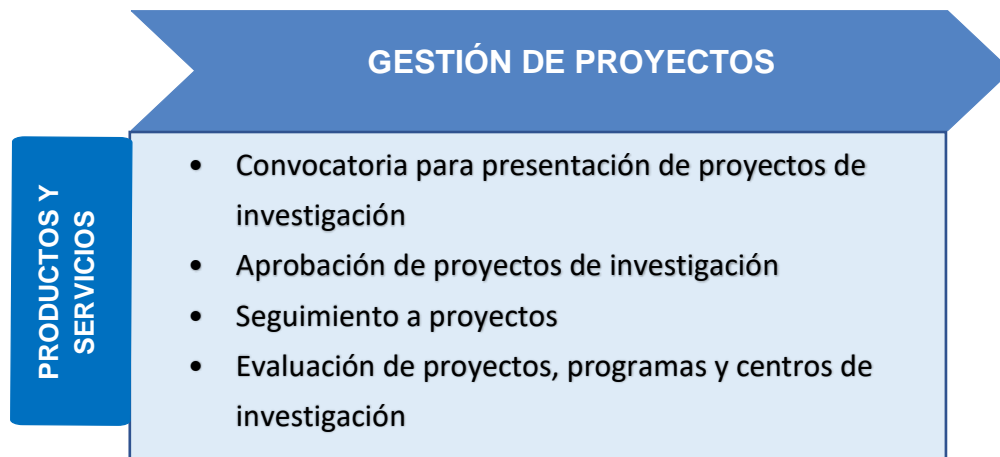 GESTIÓN DE PROYECTOS
PRODUCTOS Y
SERVICIOS
• Convocatoria para presentación de proyectos de
investigación
• Aprobación de proyectos de investigación
• Seguimiento a proyectos
• Evaluación de proyectos, programas y centros de
investigación